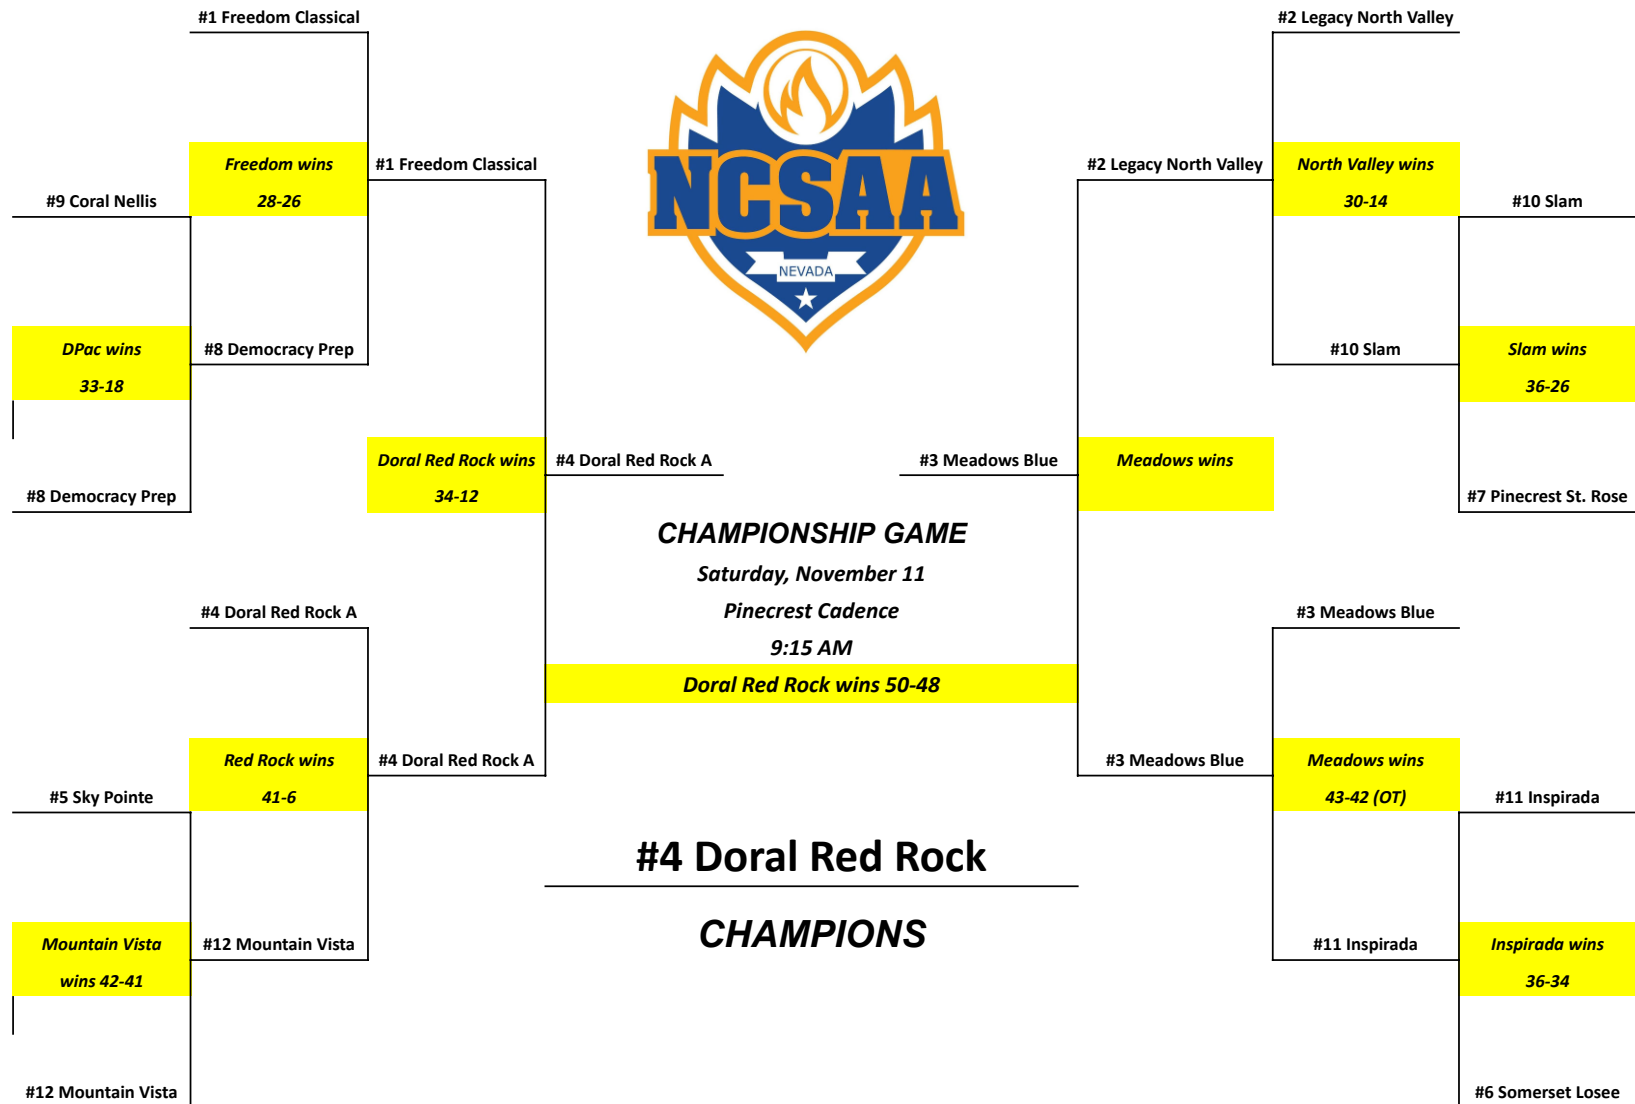 #1 Freedom Classical
#2 Legacy North Valley
Freedom wins
28-26
#1 Freedom Classical
#9 Coral Nellis
NCSAA
NEVADA
#2 Legacy North Valley
North Valley wins
30-14
#10 Slam
DPac wins
33-18
#8 Democracy Prep
#10 Slam
Slam wins
36-26
#8 Democracy Prep
Doral Red Rock wins
34-12
#4 Doral Red Rock A
#3 Meadows Blue
Meadows wins
#7 Pinecrest St. Rose
CHAMPIONSHIP GAME
Saturday, November 11
Pinecrest Cadence
9:15 AM
Doral Red Rock wins 50-48
#4 Doral Red Rock A
#3 Meadows Blue
Red Rock wins
41-6
#4 Doral Red Rock A
#5 Sky Pointe
#3 Meadows Blue
Meadows wins
43-42 (OT)
#11 Inspirada
#4 Doral Red Rock
CHAMPIONS
Mountain Vista
wins 42-41
#12 Mountain Vista
#11 Inspirada
Inspirada wins
36-34
#12 Mountain Vista
#6 Somerset Losee